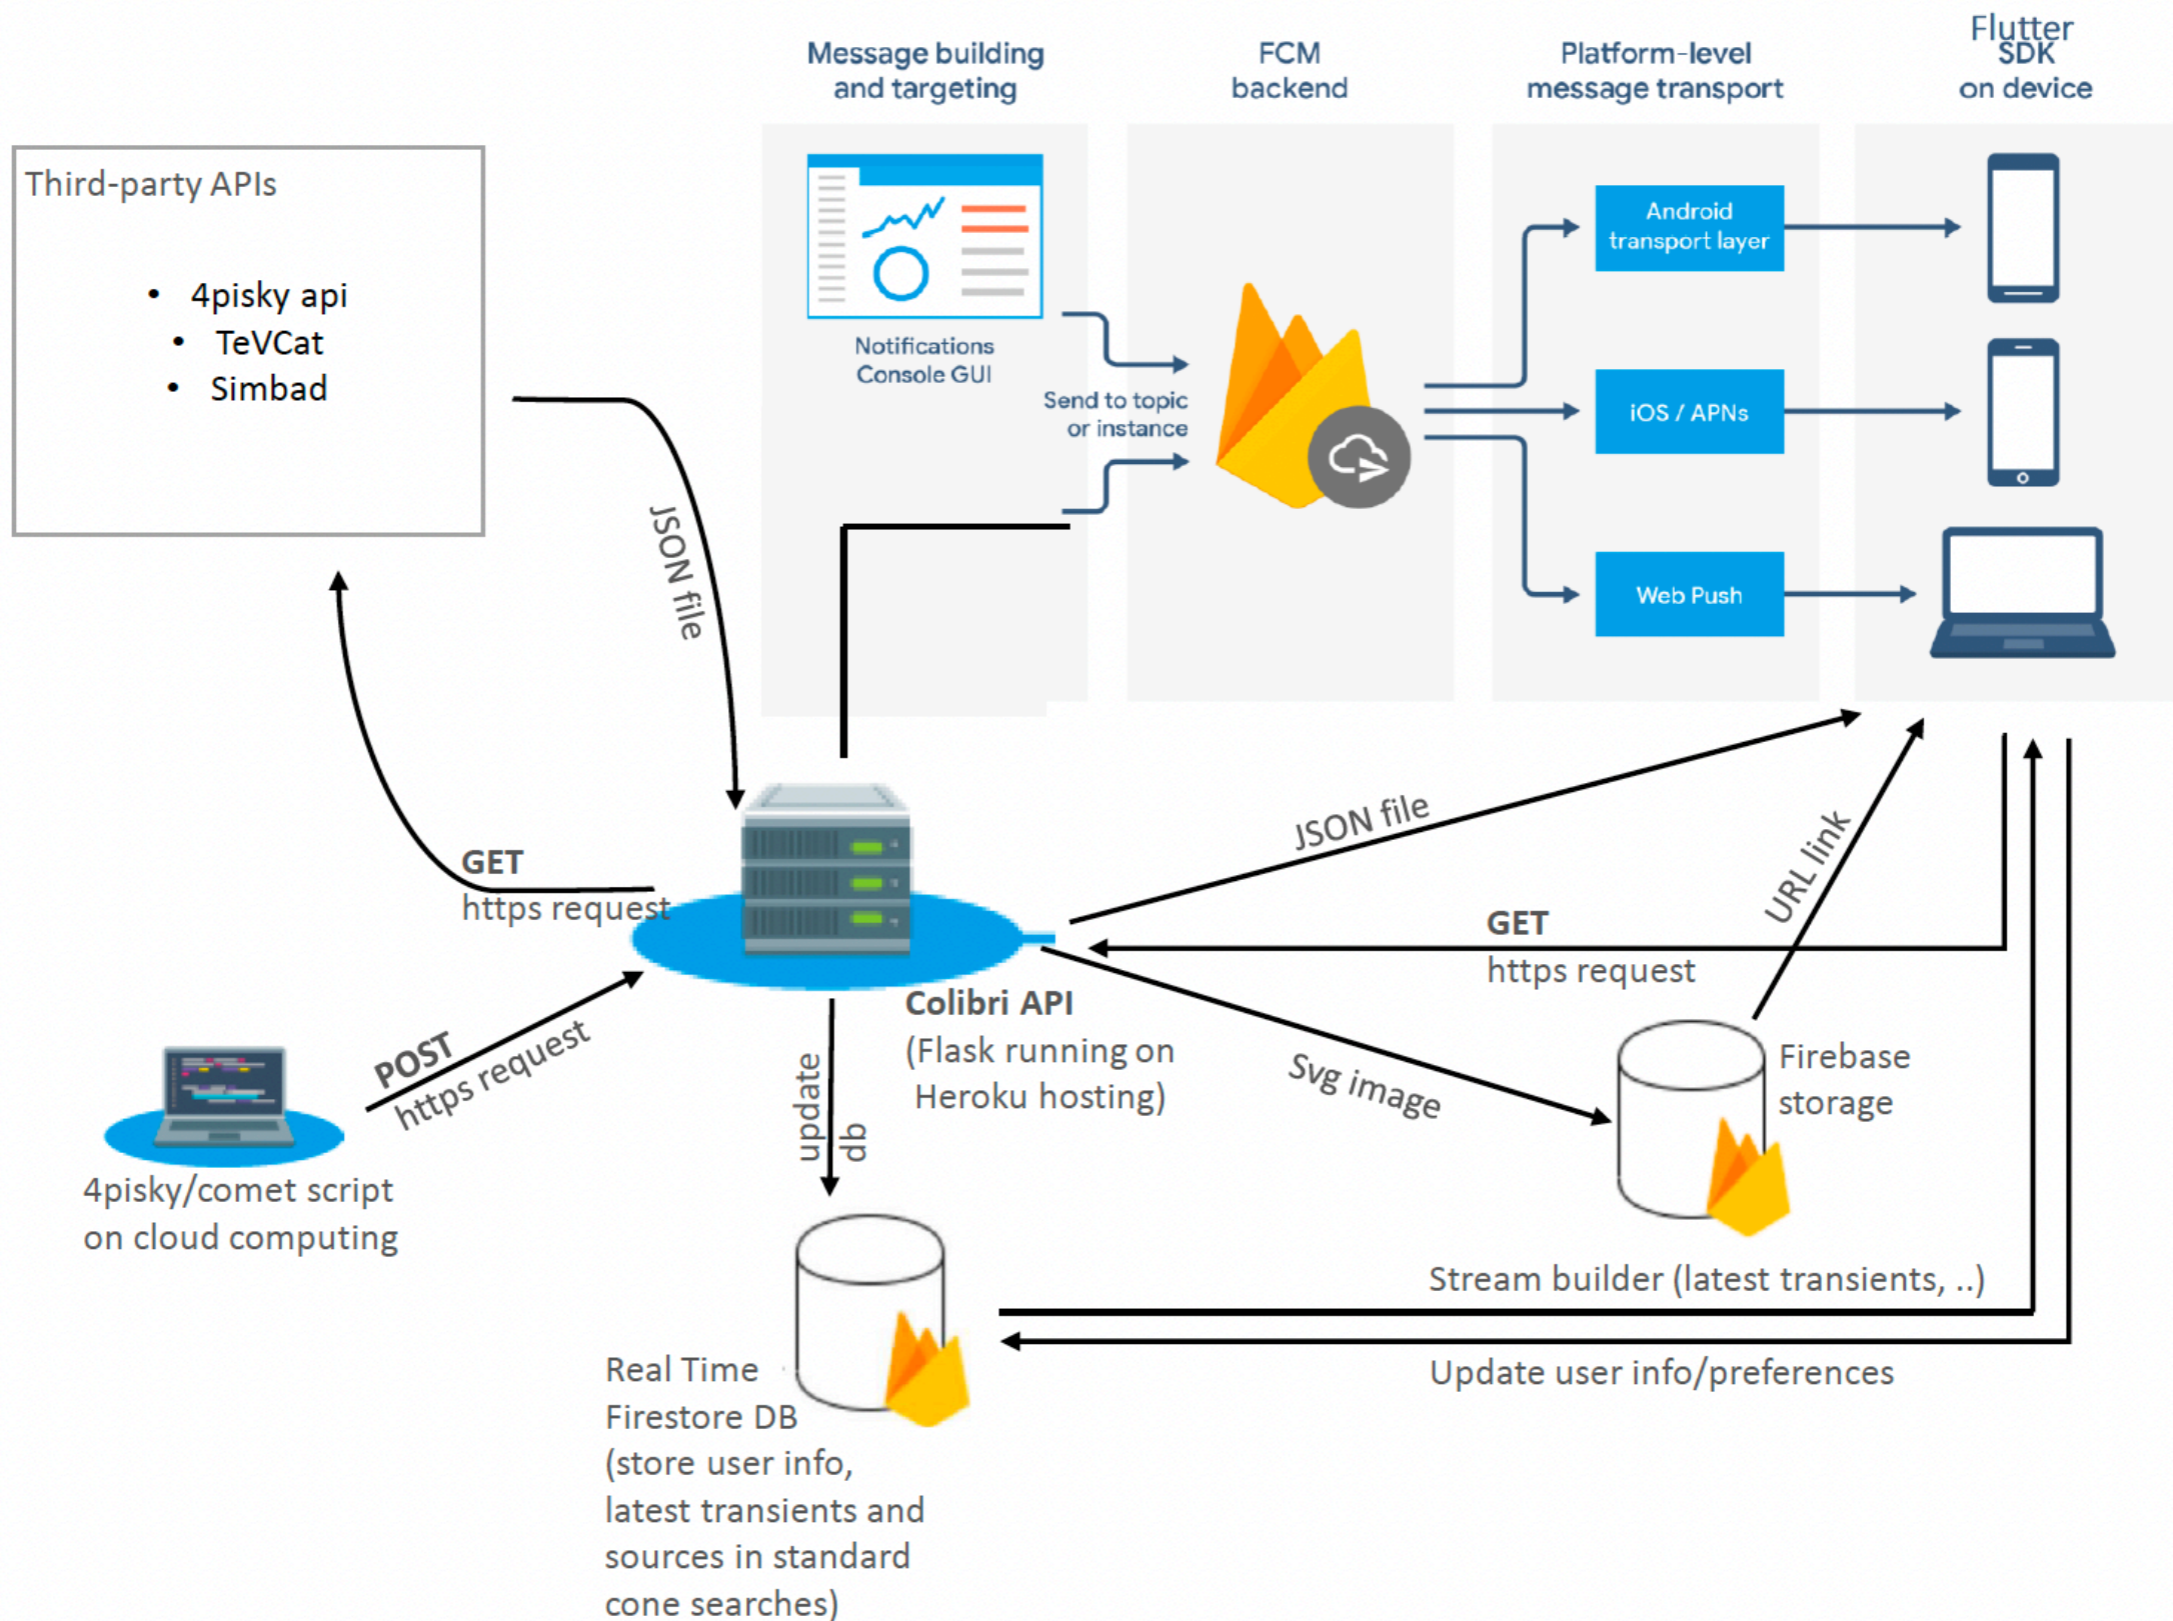 Message building
and targeting
FCM
backend
Platform-level
message transport
Flutter
SDK
on device
Third-party APIs
• 4pisky api
• TeVCat
• Simbad
Notifications
Console GUI
Send to topic
or instance
Android
transport layer
iOS / APNs
Web Push
JSON file
GET
https request
JSON file
URL link
GET
https request
POST
https request
Colibri API
(Flask running on
Heroku hosting)
update
db
Svg image
Firebase
storage
4pisky/comet script
on cloud computing
Stream builder (latest transients, ..)
Update user info/preferences
Real Time
Firestore DB
(store user info,
latest transients and
sources in standard
cone searches)